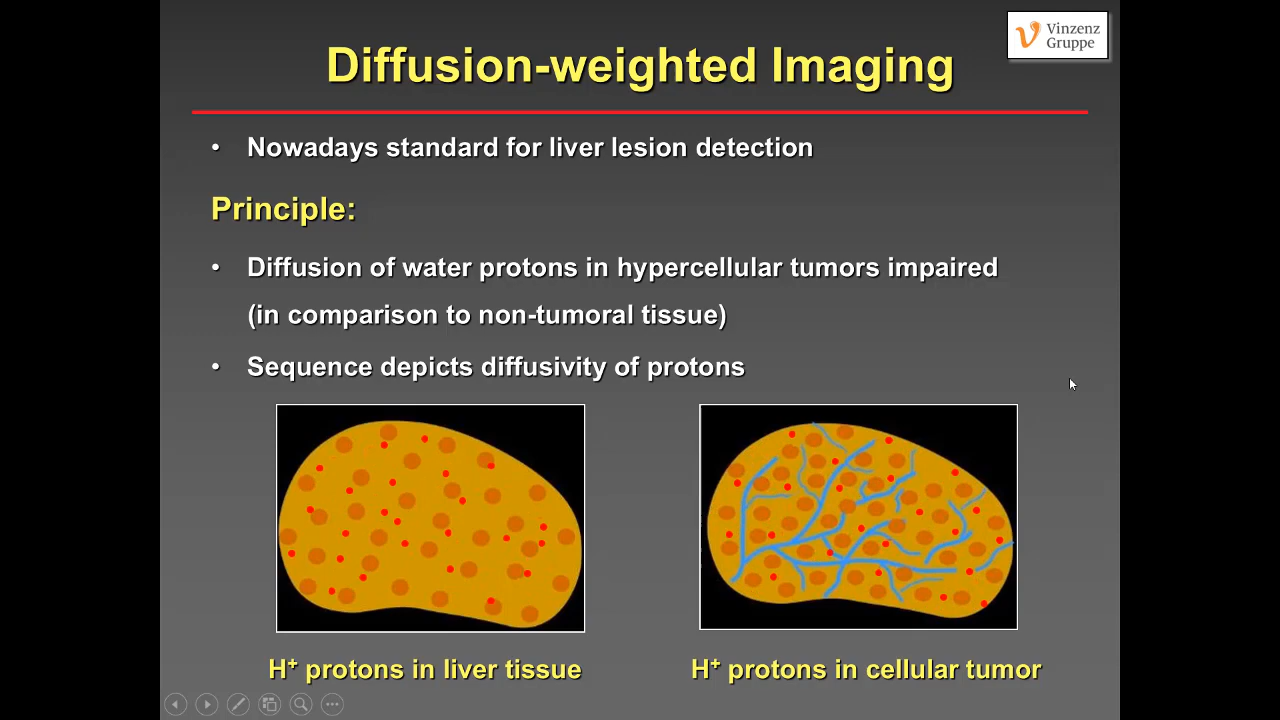 Vinzenz
Gruppe
Diffusion-weighted Imaging
• Nowadays standard for liver lesion detection
Principle:
• Diffusion of water protons in hypercellular tumors impaired
(in comparison to non-tumoral tissue)
• Sequence depicts diffusivity of protons
H⁺ protons in liver tissue
H⁺ protons in cellular tumor